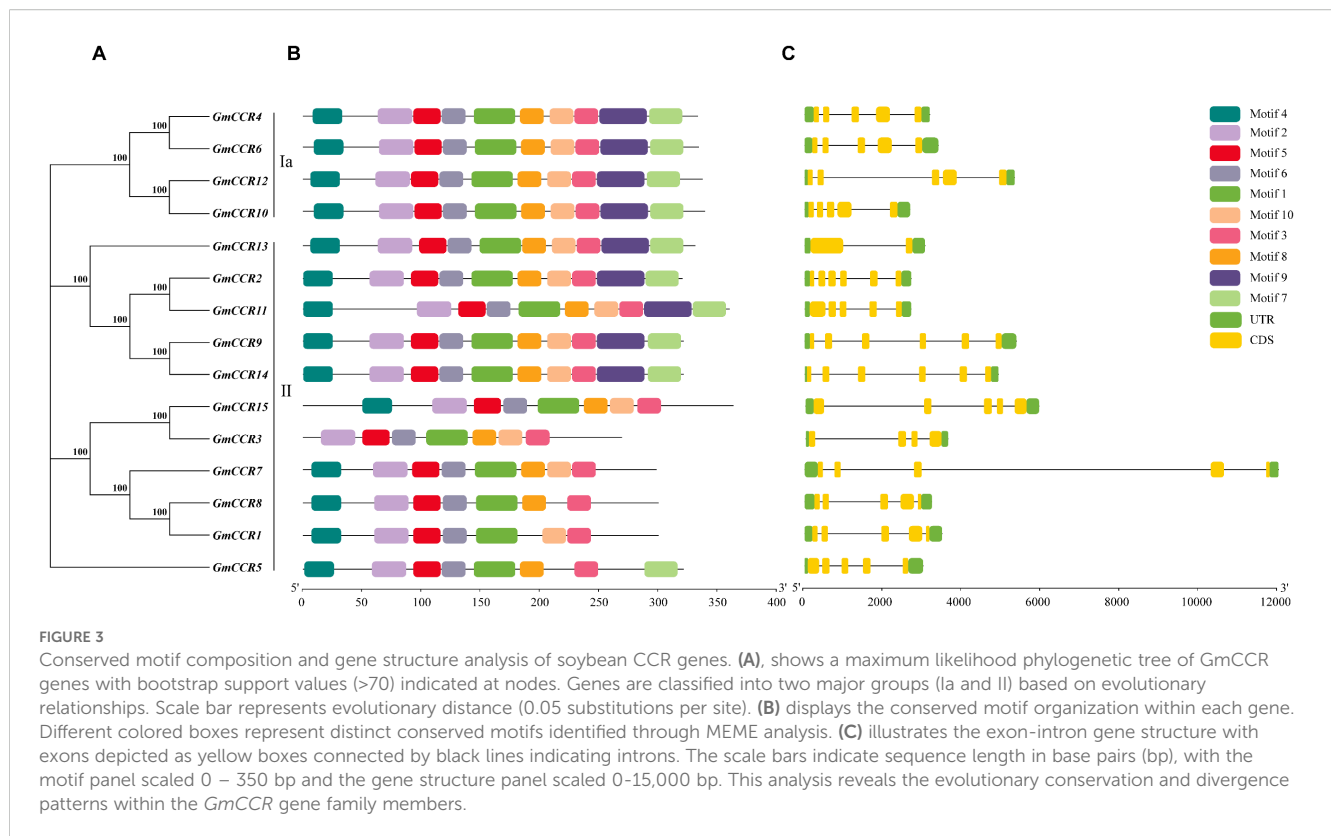 A
B
C
GmCCR4
GmCCR6
GmCCR12
GmCCR10
GmCCR13
GmCCR2
GmCCR11
GmCCR9
GmCCR14
GmCCR15
GmCCR3
GmCCR7
GmCCR8
GmCCR1
GmCCR5
100
100
100
100
100
100
100
100
100
100
100
Ia
II
5'
3'
0 50 100 150 200 250 300 350 400
5'
3'
0 2000 4000 6000 8000 10000 12000
Motif 4
Motif 2
Motif 5
Motif 6
Motif 1
Motif 10
Motif 3
Motif 8
Motif 9
Motif 7
UTR
CDS
FIGURE 3
Conserved motif composition and gene structure analysis of soybean CCR genes. (A), shows a maximum likelihood phylogenetic tree of GmCCR
genes with bootstrap support values (>70) indicated at nodes. Genes are classified into two major groups (Ia and II) based on evolutionary
relationships. Scale bar represents evolutionary distance (0.05 substitutions per site). (B) displays the conserved motif organization within each gene.
Different colored boxes represent distinct conserved motifs identified through MEME analysis. (C) illustrates the exon-intron gene structure with
exons depicted as yellow boxes connected by black lines indicating introns. The scale bars indicate sequence length in base pairs (bp), with the
motif panel scaled 0 – 350 bp and the gene structure panel scaled 0-15,000 bp. This analysis reveals the evolutionary conservation and divergence
patterns within the GmCCR gene family members.